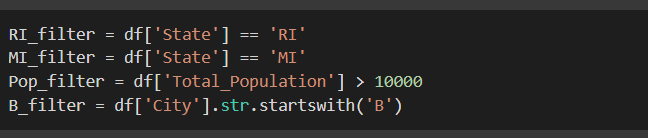 RI_filter = df['State'] == 'RI'
MI_filter = df['State'] == 'MI'
Pop_filter = df['Total_Population'] > 10000
B_filter = df['City'].str.startswith('B')